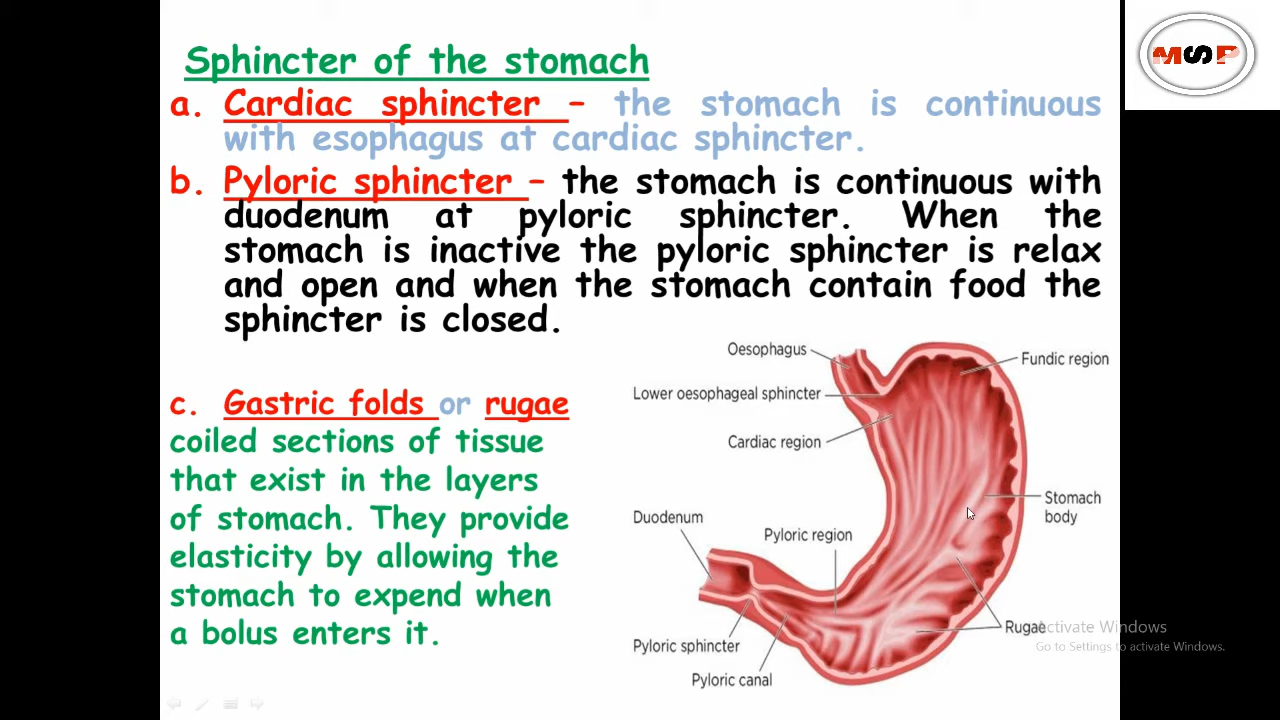 MSP
Sphincter of the stomach
a. Cardiac sphincter – the stomach is continuous
with esophagus at cardiac sphincter.
b. Pyloric sphincter – the stomach is continuous with
duodenum at pyloric sphincter. When the
stomach is inactive the pyloric sphincter is relax
and open and when the stomach contain food the
sphincter is closed.
c. Gastric folds or rugae
coiled sections of tissue
that exist in the layers
of stomach. They provide
elasticity by allowing the
stomach to expend when
a bolus enters it.
Oesophagus
Fundic region
Lower oesophageal sphincter
Cardiac region
Stomach
body
Duodenum
Pyloric region
Rugae
Pyloric sphincter
Pyloric canal
Activate Windows
Go to Settings to activate Windows.